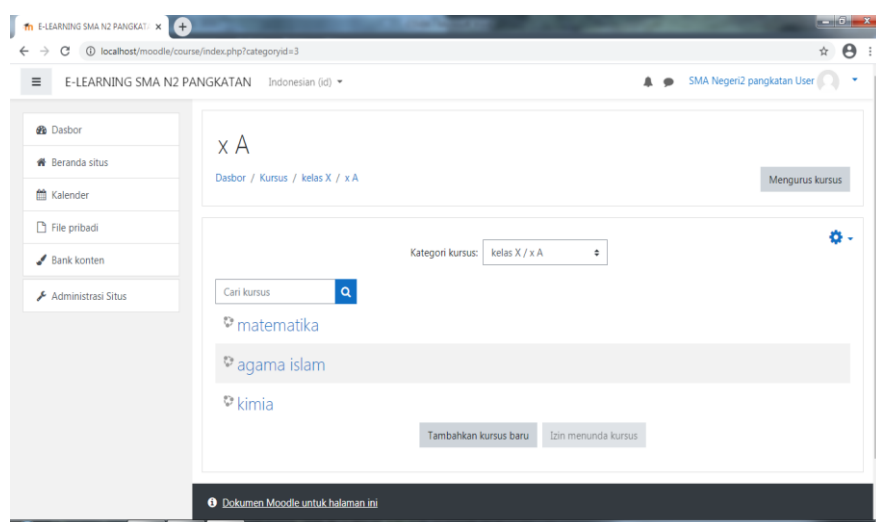 E-LEARNING SMA N2 PANGKAT
localhost/moodle/course/index.php?categoryid=3
E-LEARNING SMA N2 PANGKATAN Indonesian (id) SMA Negeri2 pangkatan User
Dasbor
Beranda situs
Kalender
File pribadi
Bank konten
Administrasi Situs
x A
Dasbor / Kursus / kelas X / x A
Mengurus kursus
Kategori kursus: kelas X / x A
Cari kursus
matematika
agama islam
kimia
Tambahkan kursus baru Izin menunda kursus
Dokumen Moodle untuk halaman ini